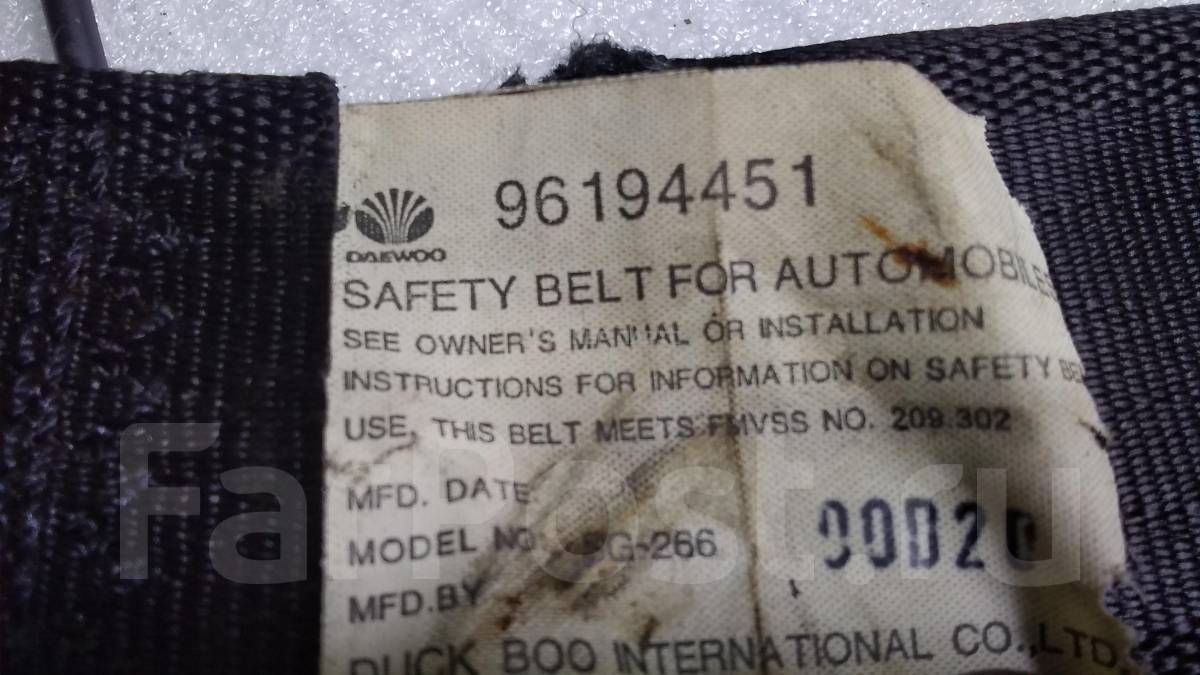 96194451
DAEWOO
SAFETY BELT FOR AUTOMOBILES
SEE OWNER'S MANUAL OR INSTALLATION
INSTRUCTIONS FOR INFORMATION ON SAFETY
USE, THIS BELT MEETS FMVSS NO. 209.302
MFD. DATE
MODEL NO
MFD.BY
DUCK BOO INTERNATIONAL CO.,LTD.
FarPost.ru